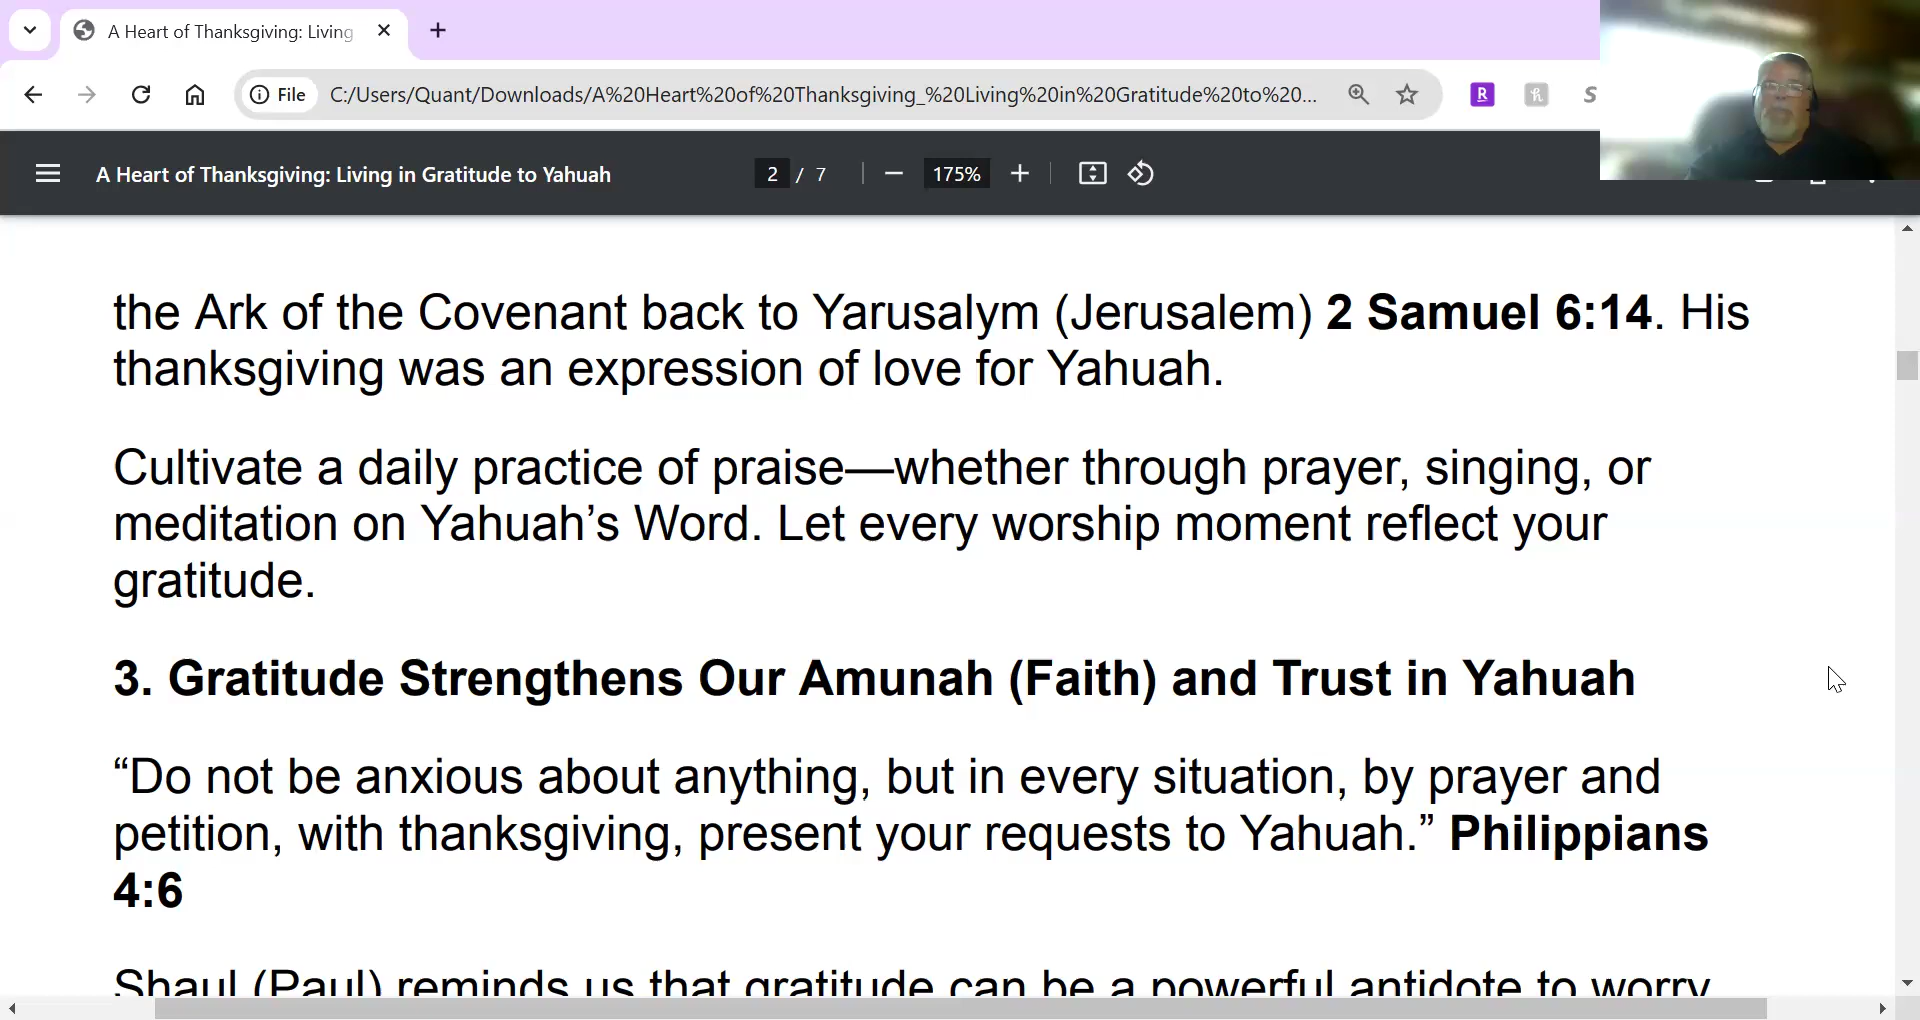 A Heart of Thanksgiving: Living
File
C:/Users/Quant/Downloads/A%20Heart%20of%20Thanksgiving_%20Living%20in%20Gratitude%20to%20...
R
h
S
A Heart of Thanksgiving: Living in Gratitude to Yahuah
2 / 7
175%
the Ark of the Covenant back to Yarusalym (Jerusalem) 2 Samuel 6:14. His
thanksgiving was an expression of love for Yahuah.
Cultivate a daily practice of praise—whether through prayer, singing, or
meditation on Yahuah’s Word. Let every worship moment reflect your
gratitude.
3. Gratitude Strengthens Our Amunah (Faith) and Trust in Yahuah
“Do not be anxious about anything, but in every situation, by prayer and
petition, with thanksgiving, present your requests to Yahuah.” Philippians
4:6
Shaul (Paul) reminds us that gratitude can be a powerful antidote to worry